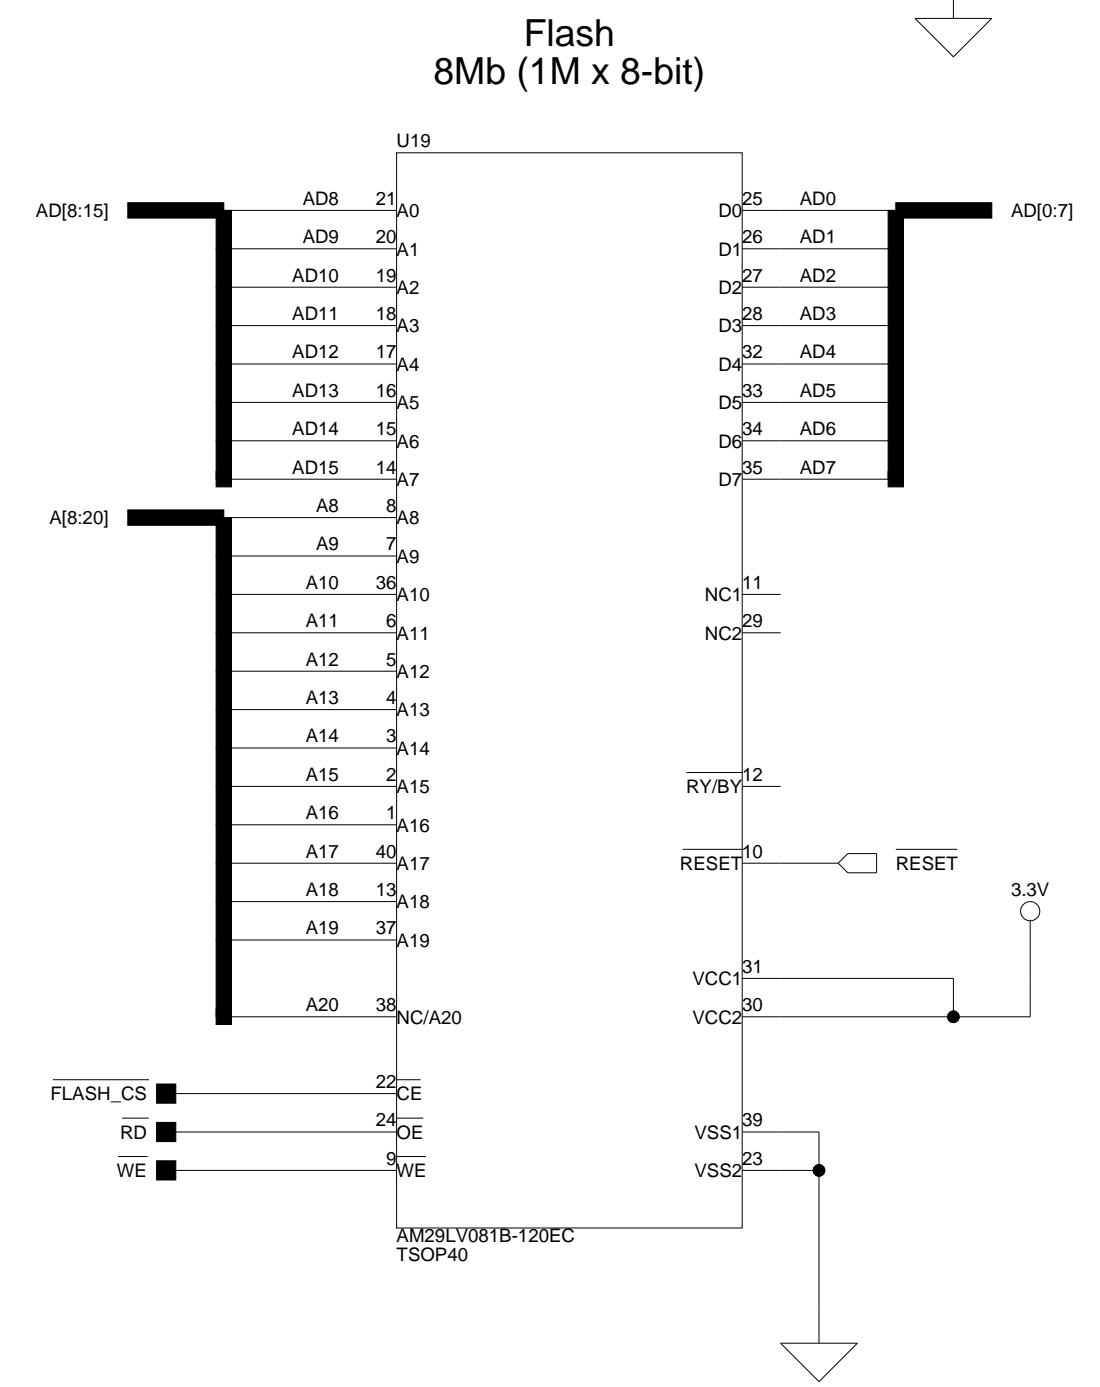 Flash
8Mb (1M x 8-bit)
U19
AD[8:15] AD8 21 A0 D0 25 AD0 AD[0:7]
AD9 20 A1 D1 26 AD1
AD10 19 A2 D2 27 AD2
AD11 18 A3 D3 28 AD3
AD12 17 A4 D4 32 AD4
AD13 16 A5 D5 33 AD5
AD14 15 A6 D6 34 AD6
AD15 14 A7 D7 35 AD7
A[8:20] A8 8 A8
A9 7 A9
A10 36 A10 NC1 11
A11 6 A11 NC2 29
A12 5 A12
A13 4 A13
A14 3 A14
A15 2 A15 RY/BY 12
A16 1 A16
A17 40 A17 RESET 10 RESET
A18 13 A18 3.3V
A19 37 A19
VCC1 31
A20 38 NC/A20 VCC2 30
FLASH_CS 22 CE
RD 24 OE VSS1 39
WE 9 WE VSS2 23
AM29LV081B-120EC
TSOP40